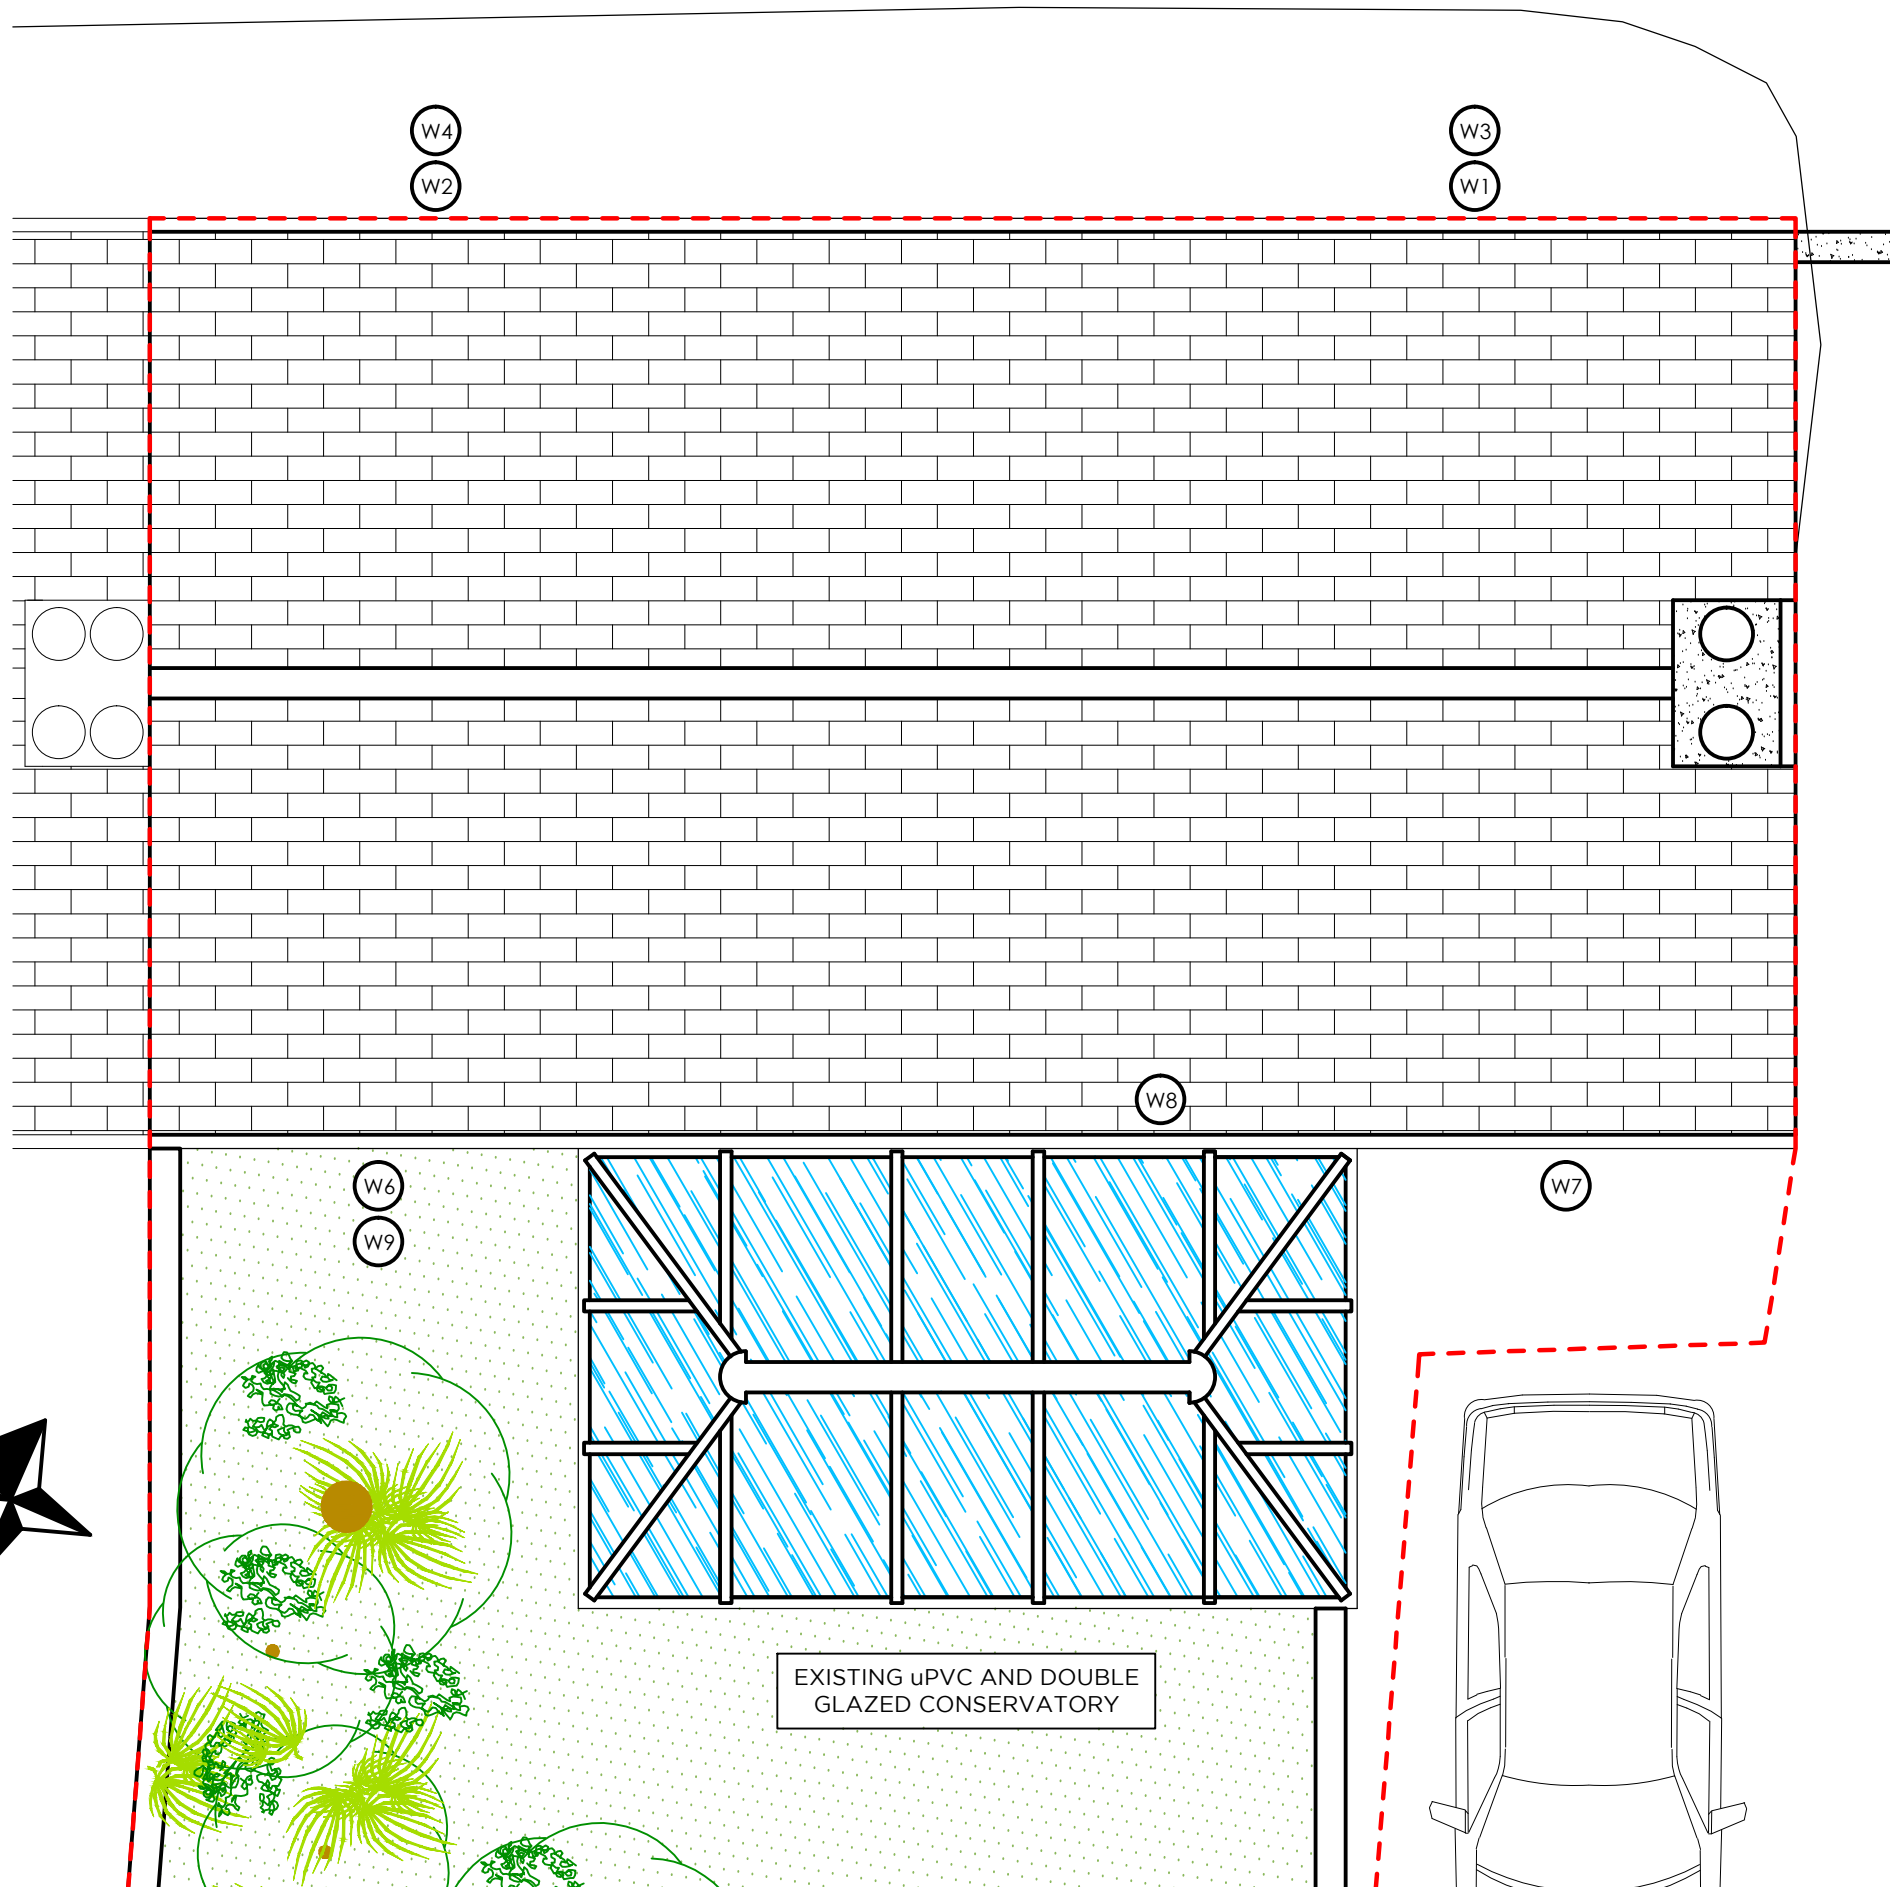 W4
W3
W2
W1
W8
W6
W7
W9
EXISTING uPVC AND DOUBLE
GLAZED CONSERVATORY